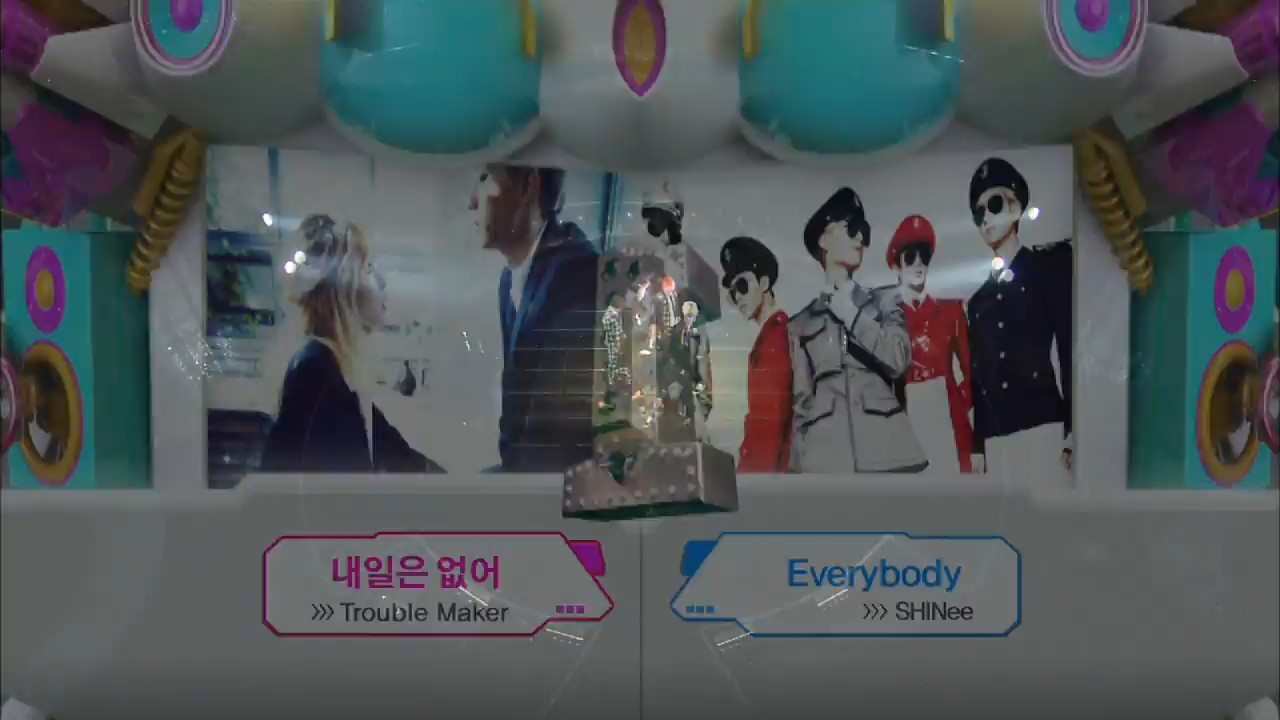 내일은 없어
>>> Trouble Maker
Everybody
>>> SHINee